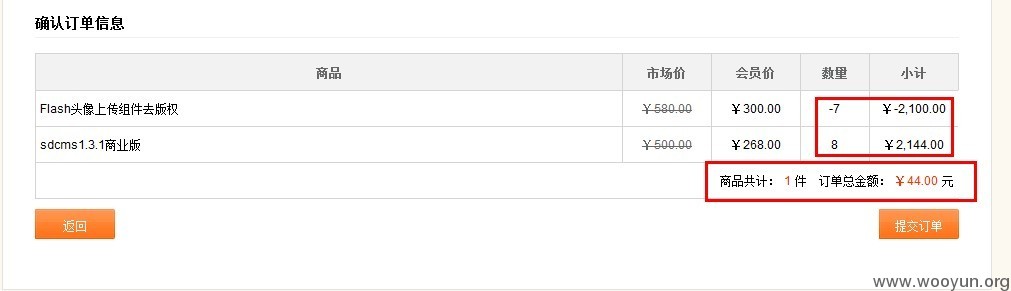 确认订单信息
商品 市场价 会员价 数量 小计
Flash头像上传组件去版权 ￥580.00 ￥300.00 -7 ￥-2,100.00
sdcms1.3.1商业版 ￥500.00 ￥268.00 8 ￥2,144.00
商品共计： 1 件 订单总金额： ￥44.00 元
返回 提交订单
www.wooyun.org